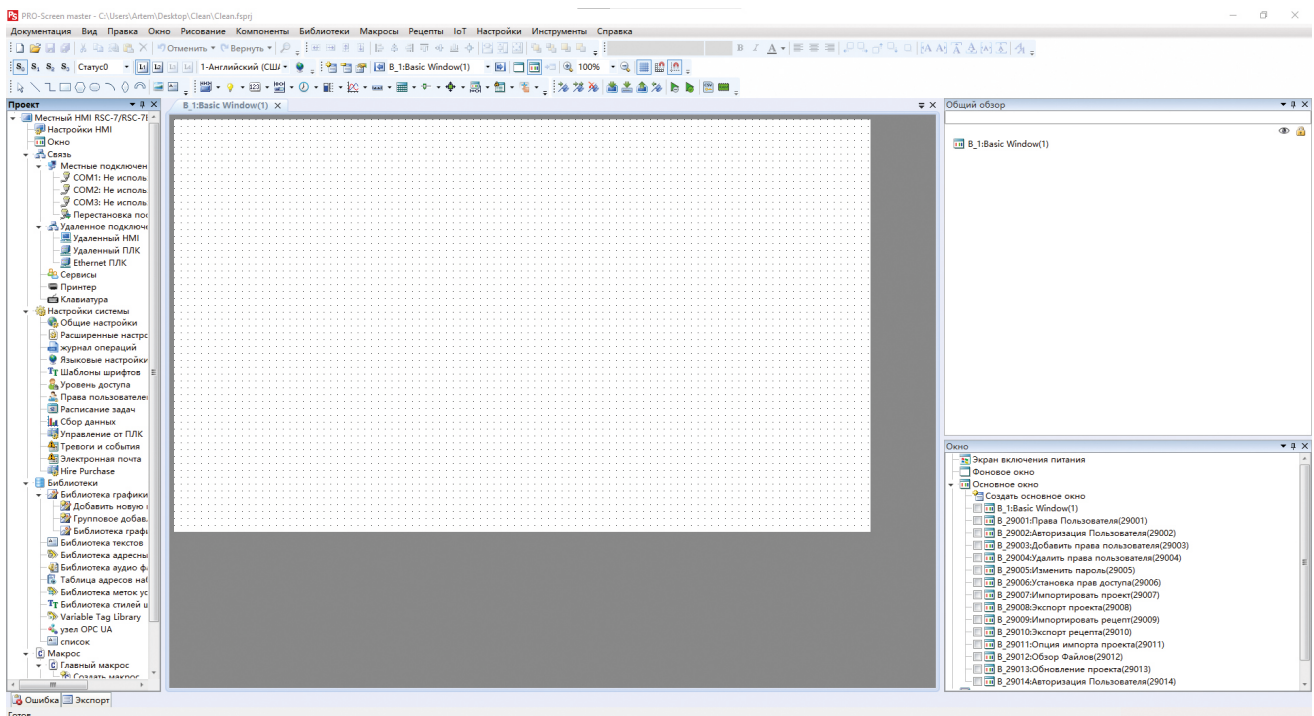 PRO-Screen master - C:\Users\Artem\Desktop\Clean\Clean.fsprj
Документация Вид Правка Окно Рисование Компоненты Библиотеки Макросы Рецепты IoT Настройки Инструменты Справка
Отменить Вернуть
S₀ S₁ S₂ S₃ Статус0 L1 L2 L3 L4 1-Английский (США B_1:Basic Window(1) 100%
Проект
Местный HMI RSC-7/RSC-7E
Настройки HMI
Окно
Связь
Местные подключен
COM1: Не исполь
COM2: Не исполь
COM3: Не исполь
Перестановка пос
Удаленное подключе
Удаленный HMI
Удаленный ПЛК
Ethernet ПЛК
Сервисы
Принтер
Клавиатура
Настройки системы
Общие настройки
Расширенные настро
журнал операций
Языковые настройки
Шаблоны шрифтов
Уровень доступа
Права пользователе
Расписание задач
Сбор данных
Управление от ПЛК
Тревоги и события
Электронная почта
Hire Purchase
Библиотеки
Библиотека графики
Добавить новую
Групповое добав.
Библиотека графи
Библиотека текстов
Библиотека адресны
Библиотека аудио ф
Таблица адресов на
Библиотека меток ус
Библиотека стилей ш
Variable Tag Library
узел OPC UA
список
Макрос
Главный макрос
Создать макрос
B_1:Basic Window(1)
Общий обзор
B_1:Basic Window(1)
Окно
Экран включения питания
Фоновое окно
Основное окно
Создать основное окно
B_1:Basic Window(1)
B_29001:Права Пользователя(29001)
B_29002:Авторизация Пользователя(29002)
B_29003:Добавить права пользователя(29003)
B_29004:Удалить права пользователя(29004)
B_29005:Изменить пароль(29005)
B_29006:Установка прав доступа(29006)
B_29007:Импортировать проект(29007)
B_29008:Экспорт проекта(29008)
B_29009:Импортировать рецепт(29009)
B_29010:Экспорт рецепта(29010)
B_29011:Опция импорта проекта(29011)
B_29012:Обзор Файлов(29012)
B_29013:Обновление проекта(29013)
B_29014:Авторизация Пользователя(29014)
Ошибка Экспорт
Готов